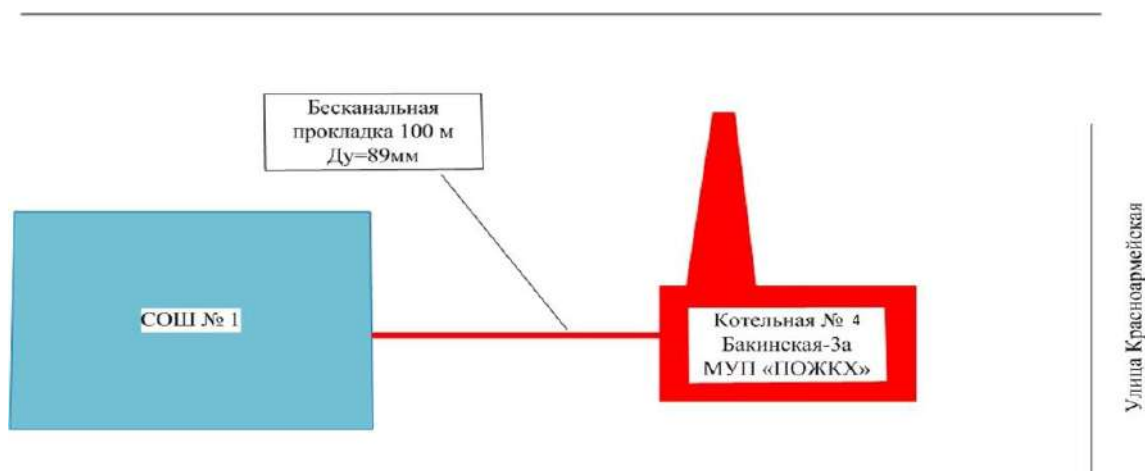 Бесканальная
прокладка 100 м
Ду=89мм
СОШ № 1
Котельная № 4
Бакинская-3а
МУП «ПОЖКХ»
Улица Красноармейская